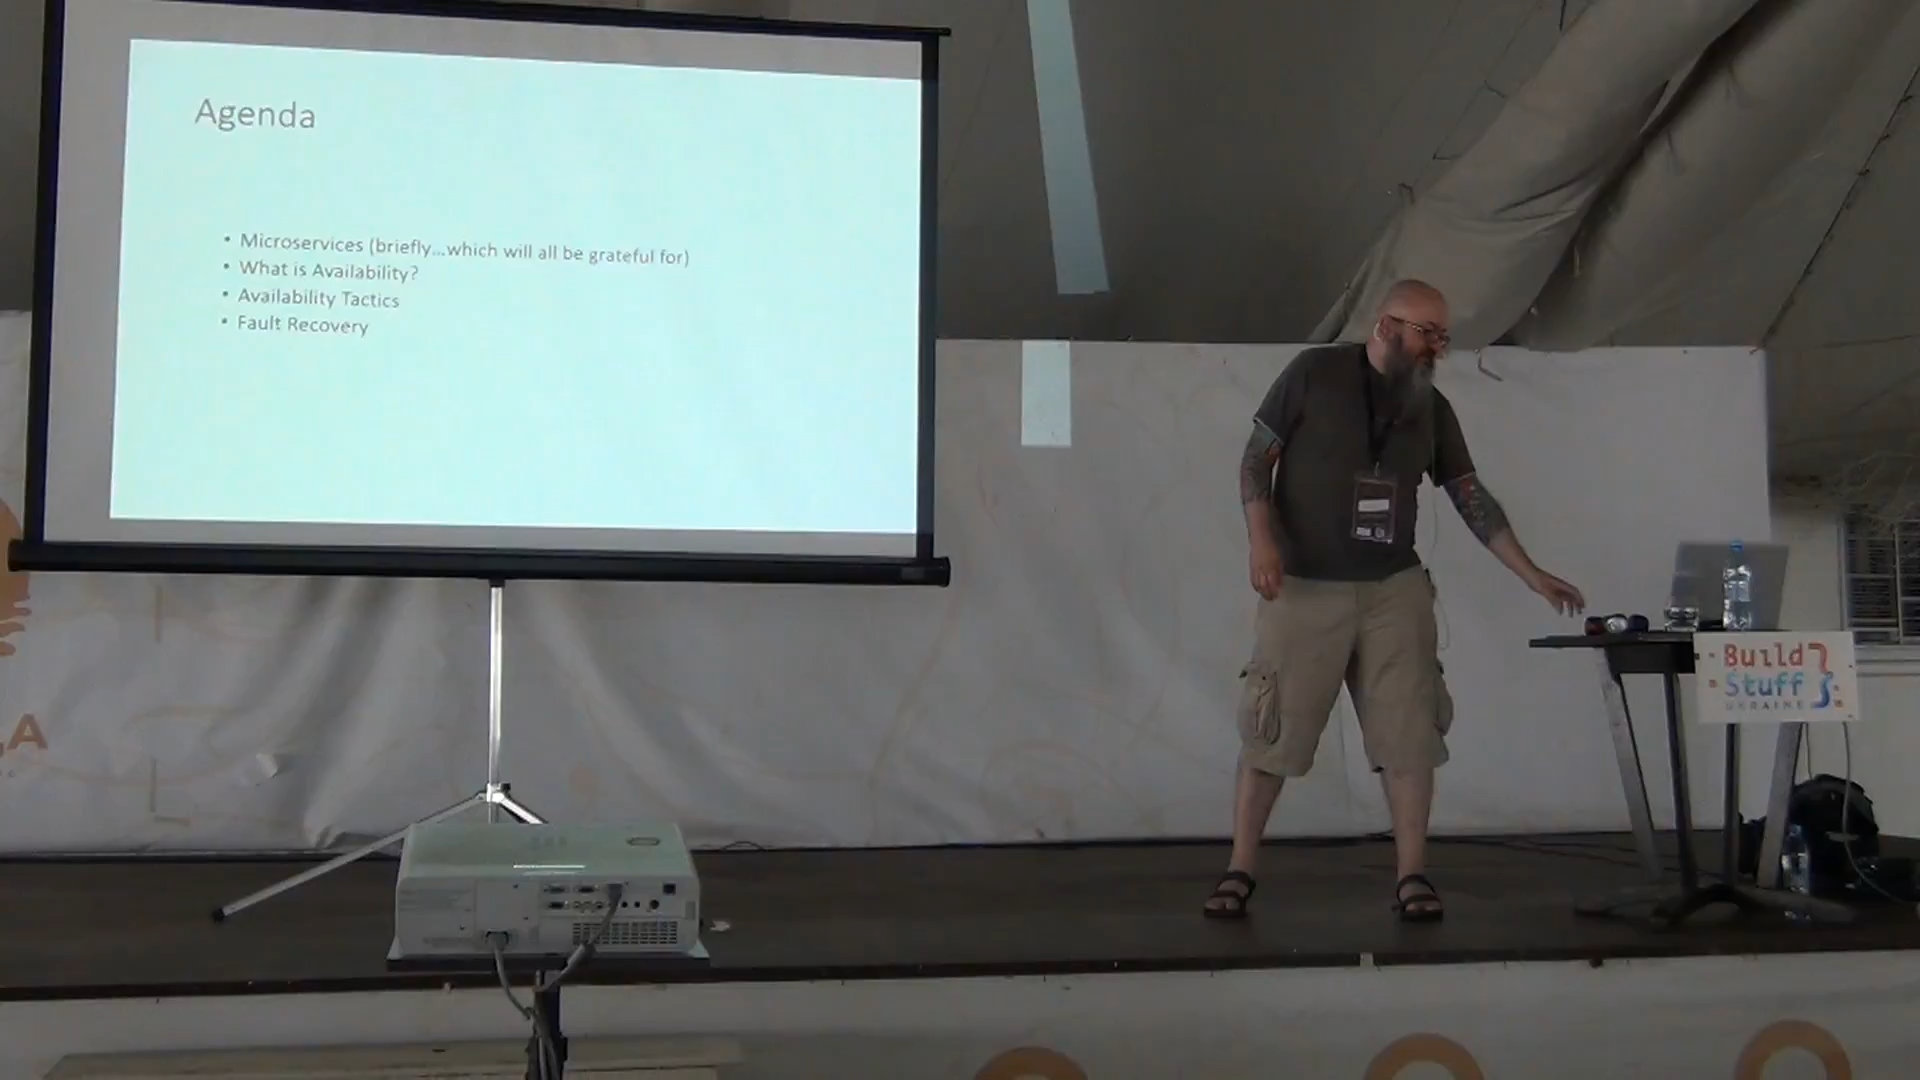 Agenda
• Microservices (briefly...which will all be grateful for)
• What is Availability?
• Availability Tactics
• Fault Recovery
Build
Stuff
UKRAINE
A